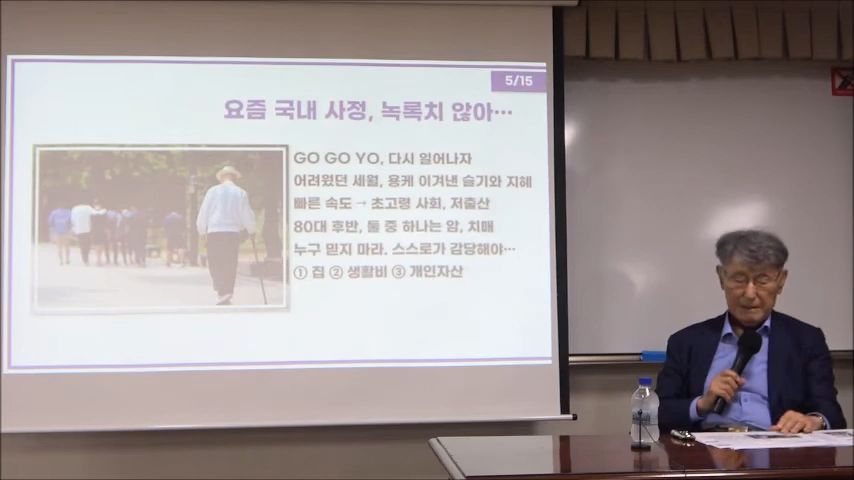 5/15
요즘 국내 사정, 녹록치 않아…
GO GO YO, 다시 일어나자
어려웠던 세월, 용케 이겨낸 슬기와 지혜
빠른 속도 → 초고령 사회, 저출산
80대 후반, 둘 중 하나는 암, 치매
누구 믿지 마라. 스스로가 감당해야…
① 집 ② 생활비 ③ 개인자산